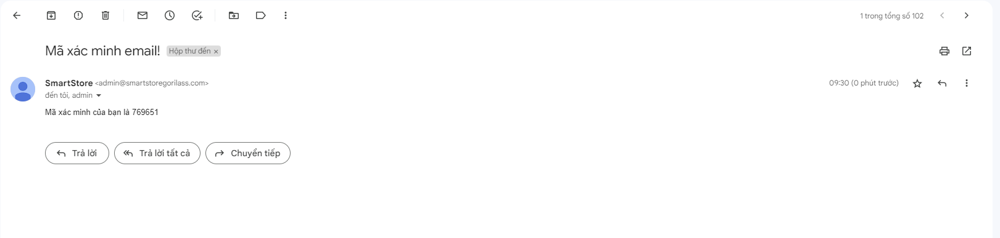 1 trong tổng số 102
Mã xác minh email! Hộp thư đến ×
SmartStore <admin@smartstoregorilass.com> 09:30 (0 phút trước)
đến tôi, admin
Mã xác minh của bạn là 769651
Trả lời Trả lời tất cả Chuyển tiếp